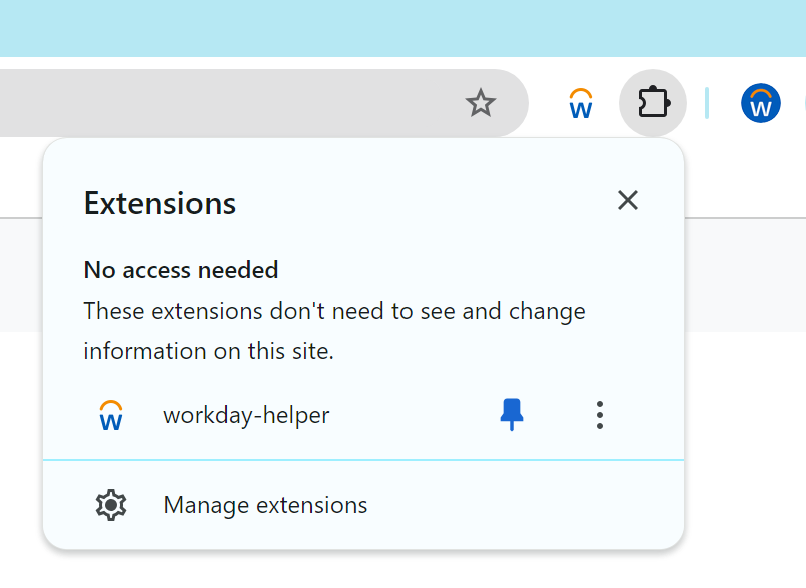 Extensions
No access needed
These extensions don't need to see and change
information on this site.
workday-helper
Manage extensions